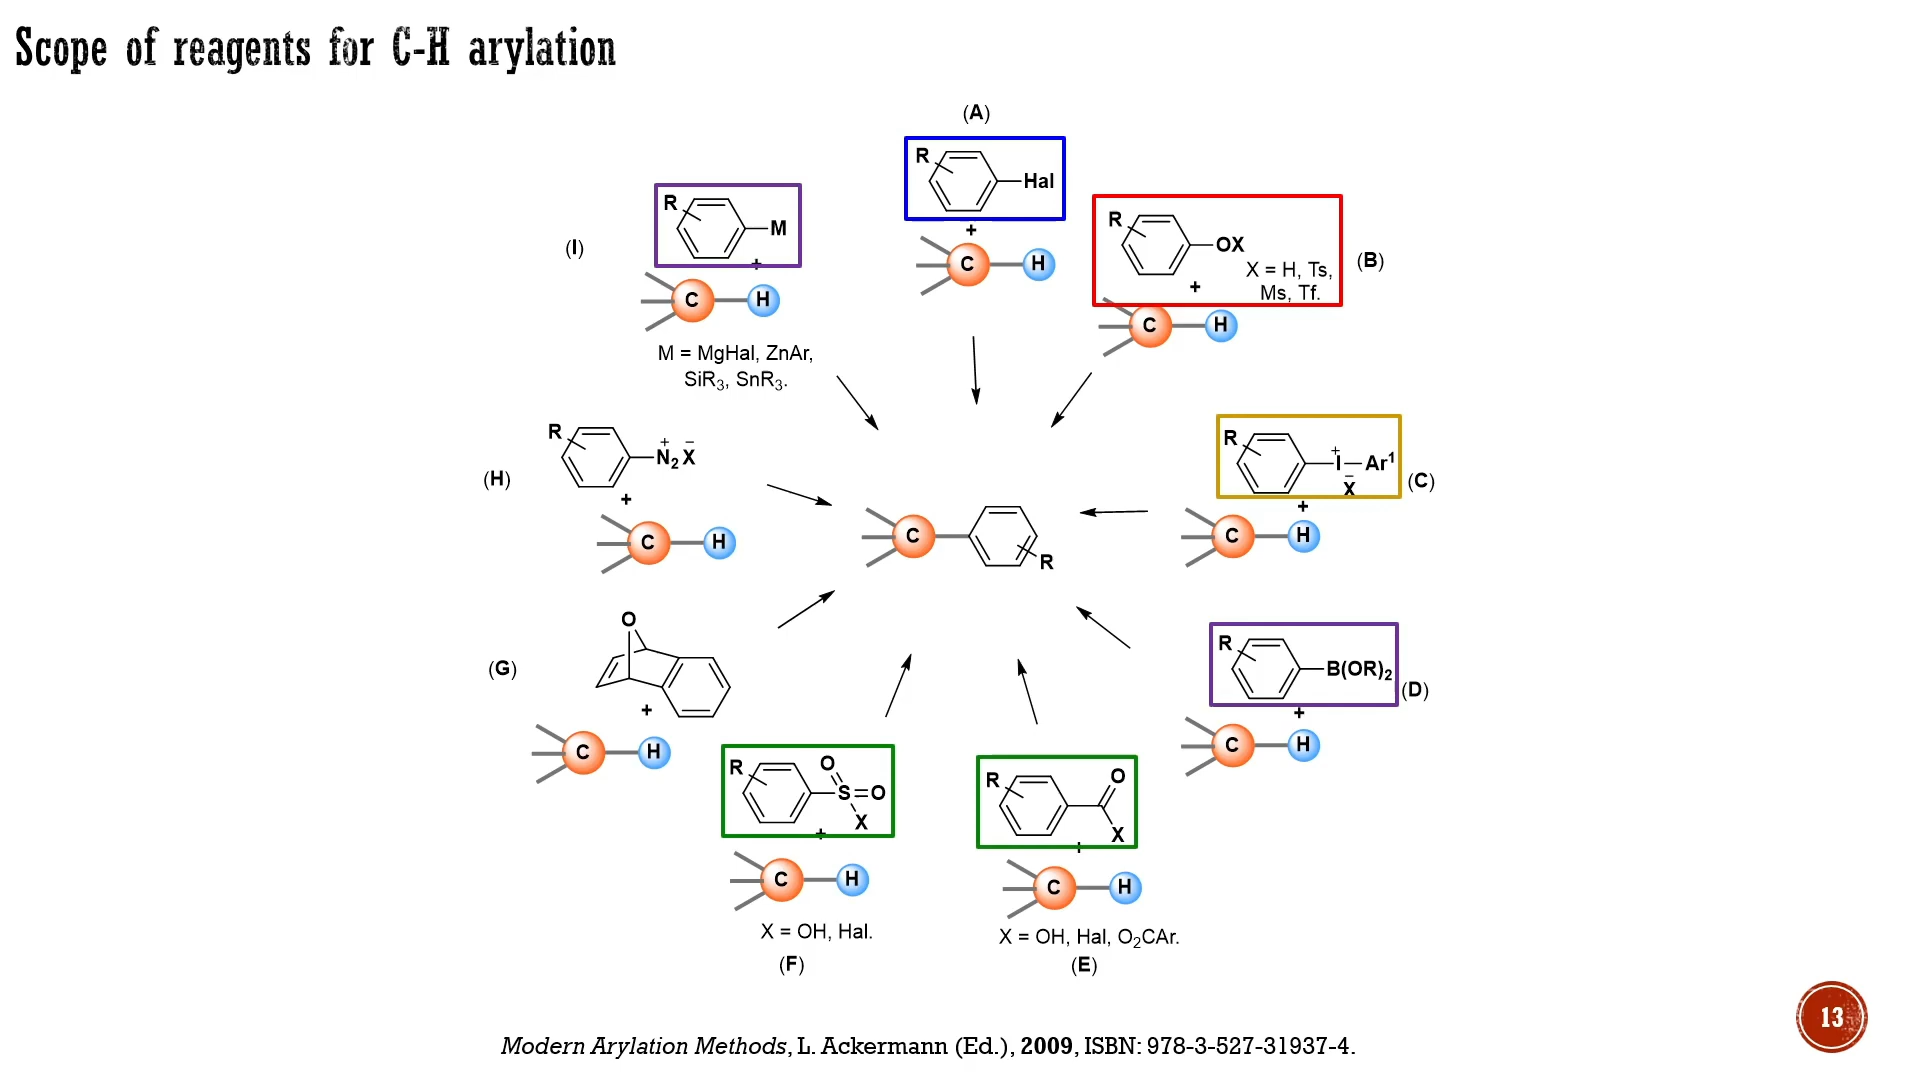 Scope of reagents for C-H arylation
(A)
R
Hal
+
C
H
(I)
R
M
+
C
H
M = MgHal, ZnAr,
SiR3, SnR3.
R
OX
X = H, Ts,
Ms, Tf.
+
C
H
(B)
(H)
R
+ −
N2 X
+
C
H
R
+
I—Ar1
−
X
+
C
H
(C)
C
R
(G)
O
+
C
H
R
B(OR)2
+
C
H
(D)
R
O
S=O
X
+
C
H
X = OH, Hal.
(F)
R
O
X
+
C
H
X = OH, Hal, O2CAr.
(E)
13
Modern Arylation Methods, L. Ackermann (Ed.), 2009, ISBN: 978-3-527-31937-4.